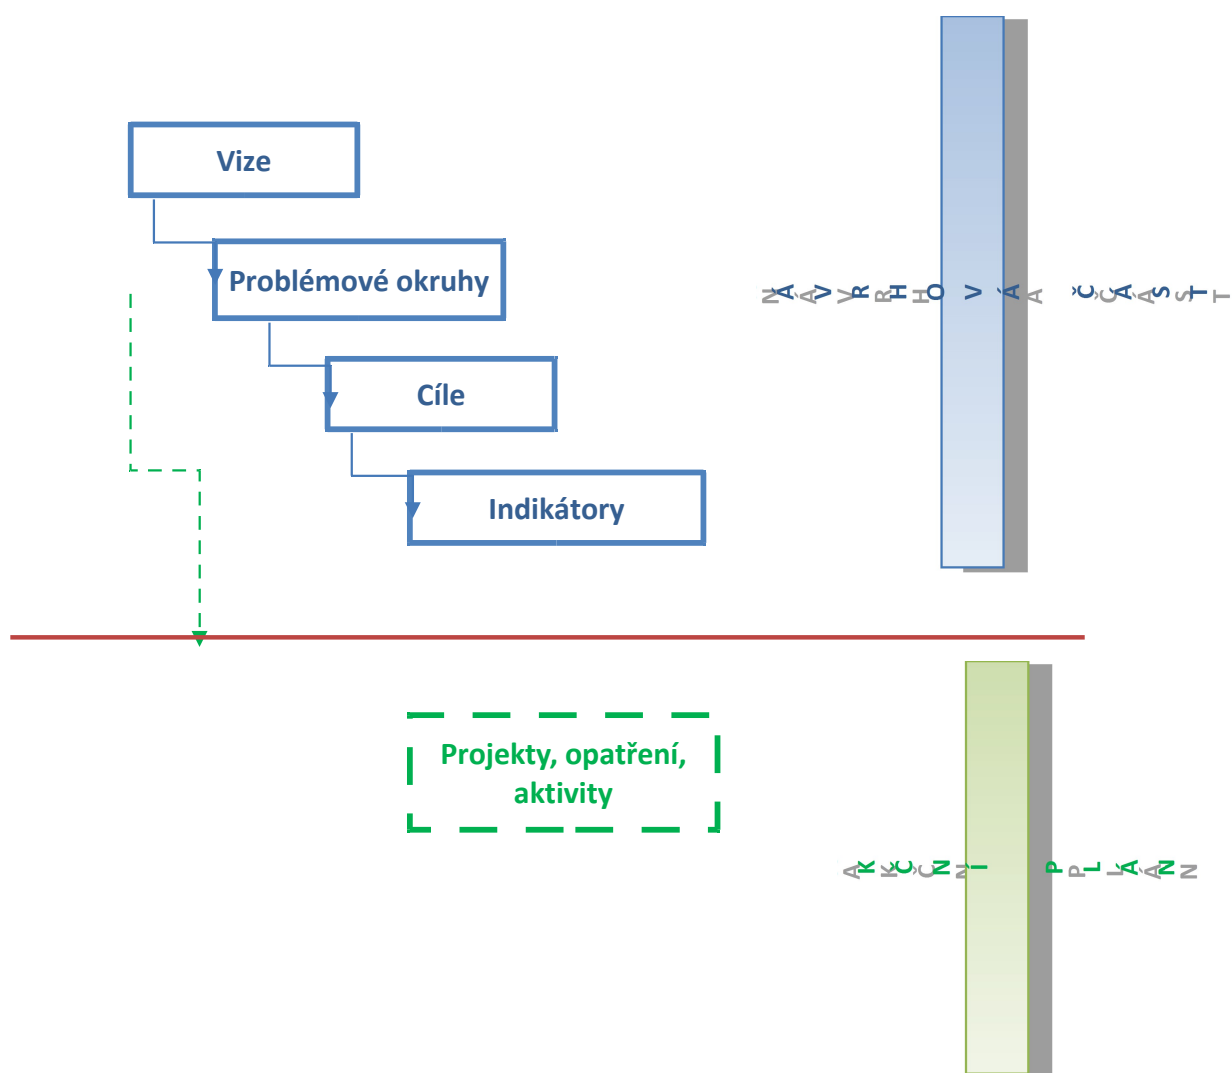 Vize
Problémové okruhy
NÁVRHOVÁ ČÁST
Cíle
Indikátory
Projekty, opatření,
aktivity
AKČNÍ PLÁN